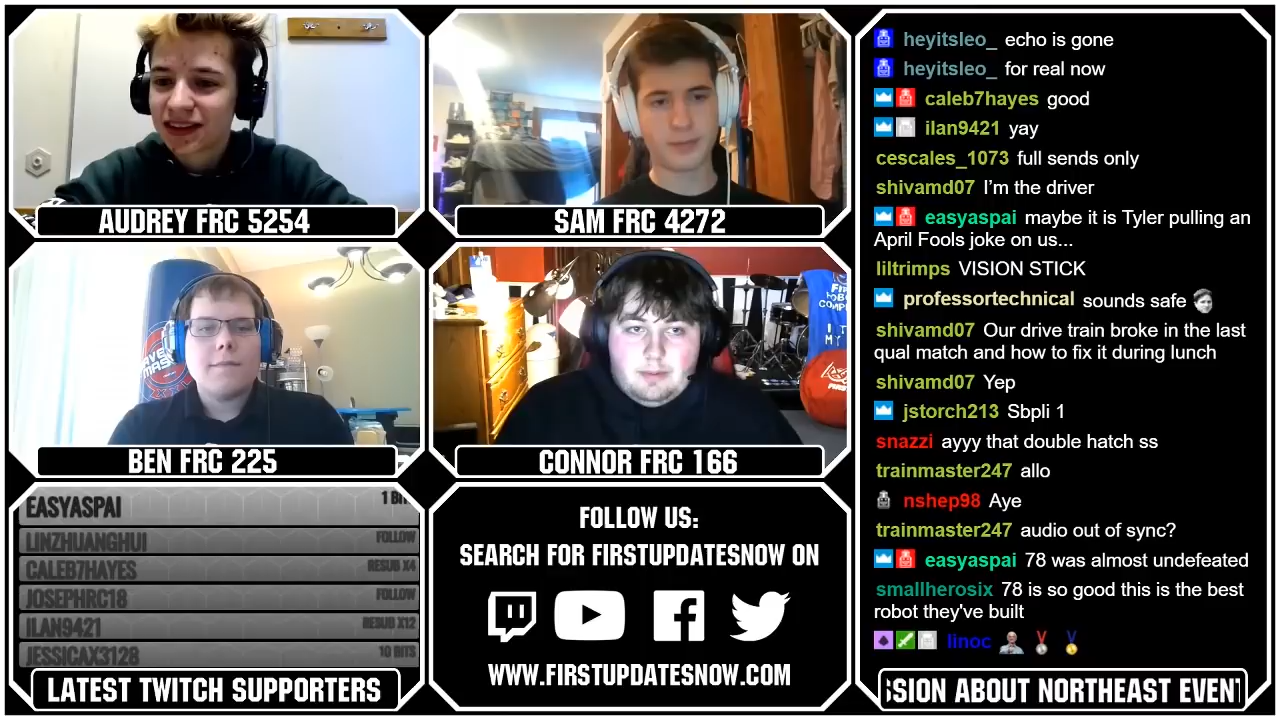 AUDREY FRC 5254
SAM FRC 4272
BEN FRC 225
CONNOR FRC 166
EASYASPAI
LINZHUANGHUI FOLLOW
CALEB7HAYES RESUB X4
JOSEPHRC18 FOLLOW
ILAN9421 RESUB X12
JESSICAX3128 10 BITS
LATEST TWITCH SUPPORTERS
FOLLOW US:
SEARCH FOR FIRSTUPDATESNOW ON
WWW.FIRSTUPDATESNOW.COM
heyitsleo_ echo is gone
heyitsleo_ for real now
caleb7hayes good
ilan9421 yay
cescales_1073 full sends only
shivamd07 I'm the driver
easyaspai maybe it is Tyler pulling an
April Fools joke on us...
liltrimps VISION STICK
professortechnical sounds safe
shivamd07 Our drive train broke in the last
qual match and how to fix it during lunch
shivamd07 Yep
jstorch213 Sbpli 1
snazzi ayyy that double hatch ss
trainmaster247 allo
nshep98 Aye
trainmaster247 audio out of sync?
easyaspai 78 was almost undefeated
smallherosix 78 is so good this is the best
robot they've built
linoc
SSION ABOUT NORTHEAST EVENT